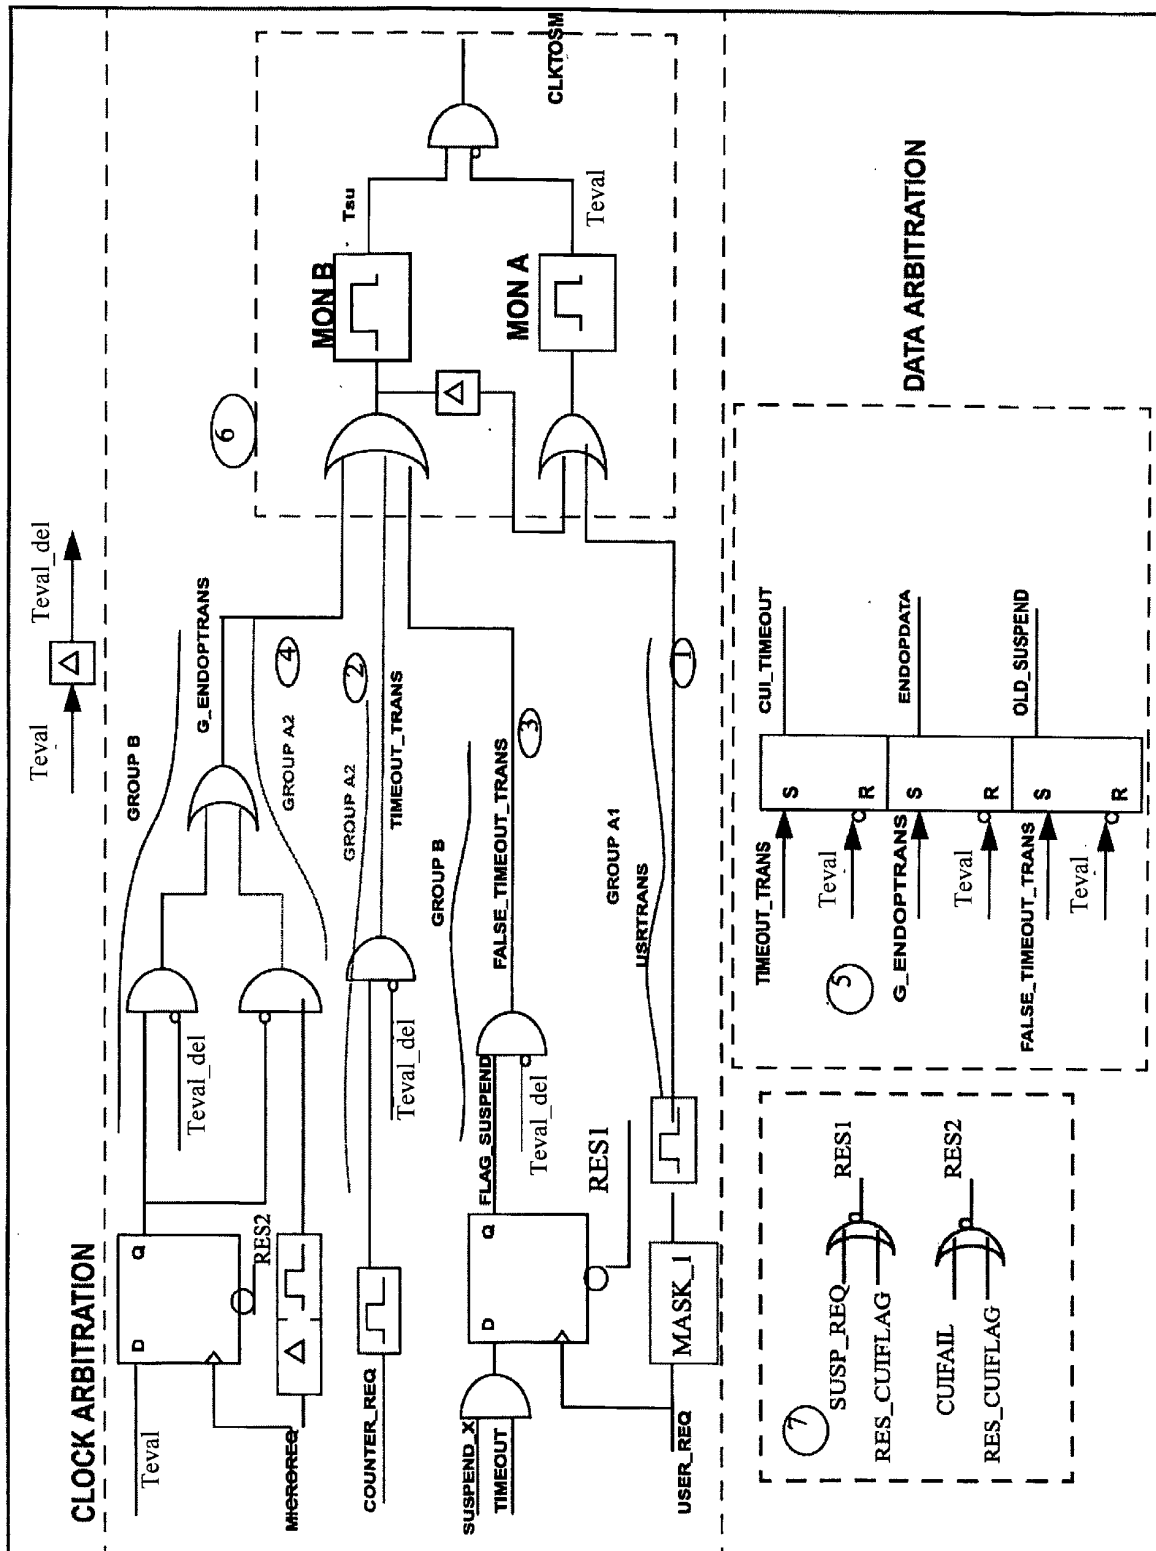 CLOCK ARBITRATION
Teval
Teval_del
Δ
Teval
D
Q
RES2
MICROREQ
Δ
Teval_del
GROUP B
G_ENDOPTRANS
GROUP A2
4
COUNTER_REQ
Teval_del
GROUP A2
2
TIMEOUT_TRANS
SUSPEND_X
TIMEOUT
D
Q
FLAG_SUSPEND
Teval_del
RES1
GROUP B
FALSE_TIMEOUT_TRANS
3
USER_REQ
MASK_1
GROUP A1
USRTRANS
1
6
MON B
Tsu
Δ
MON A
Teval
CLKTOSM
7
SUSP_REQ
RES_CUIFLAG
RES1
CUIFAIL
RES_CUIFLAG
RES2
DATA ARBITRATION
5
TIMEOUT_TRANS
S
CUI_TIMEOUT
Teval
R
G_ENDOPTRANS
S
ENDOPDATA
Teval
R
FALSE_TIMEOUT_TRANS
S
OLD_SUSPEND
Teval
R